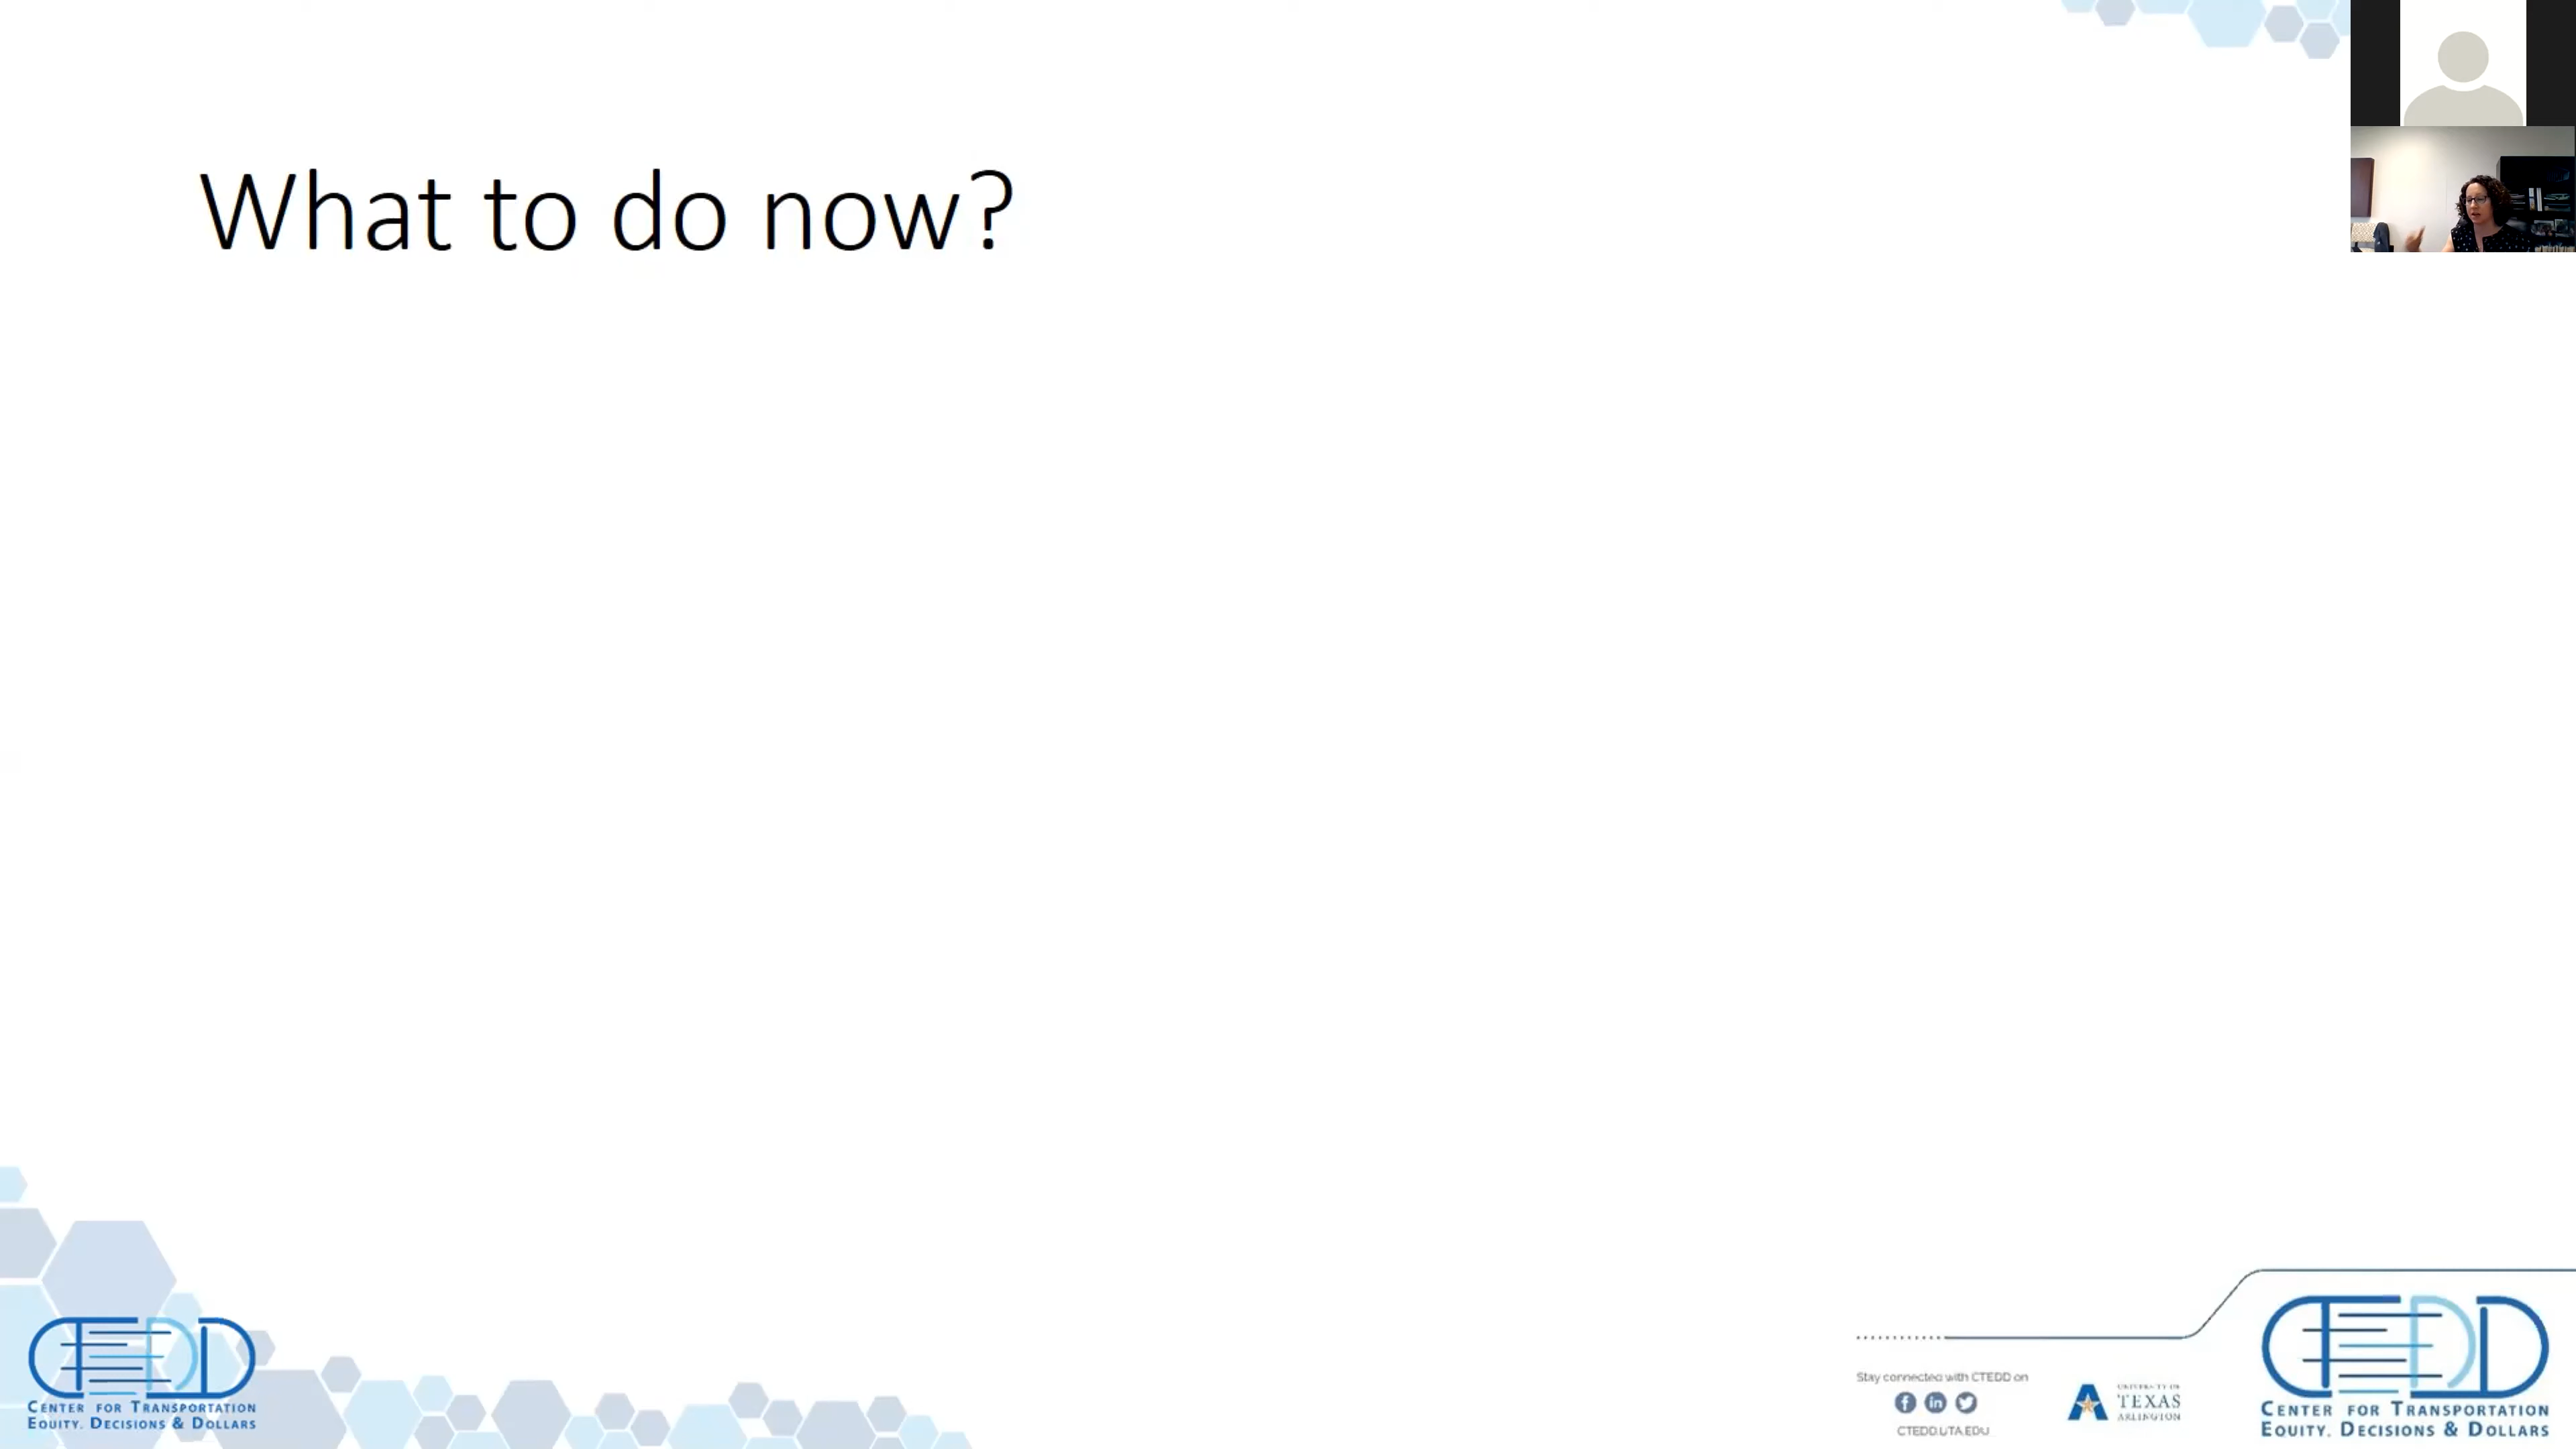 What to do now?
CENTER FOR TRANSPORTATION
EQUITY, DECISIONS & DOLLARS
Stay connected with CTEDD on
CTEDD.UTA.EDU
UNIVERSITY OF
TEXAS
ARLINGTON
CTEDD
CENTER FOR TRANSPORTATION
EQUITY, DECISIONS & DOLLARS